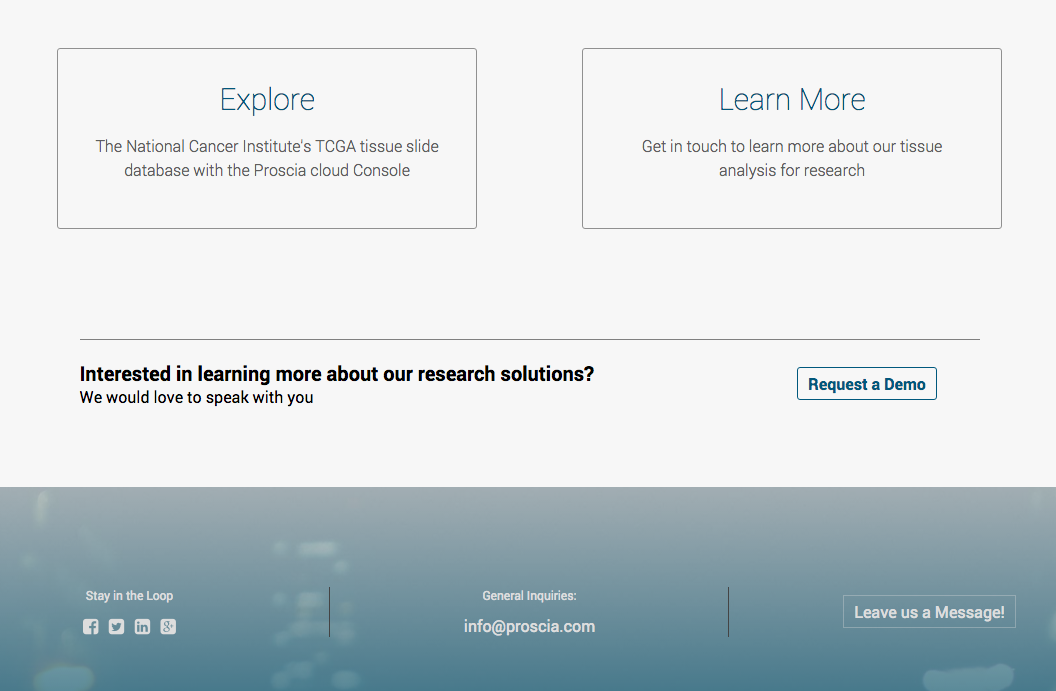 Explore
The National Cancer Institute's TCGA tissue slide
database with the Proscia cloud Console
Learn More
Get in touch to learn more about our tissue
analysis for research
Interested in learning more about our research solutions?
We would love to speak with you
Request a Demo
Stay in the Loop
General Inquiries:
info@proscia.com
Leave us a Message!